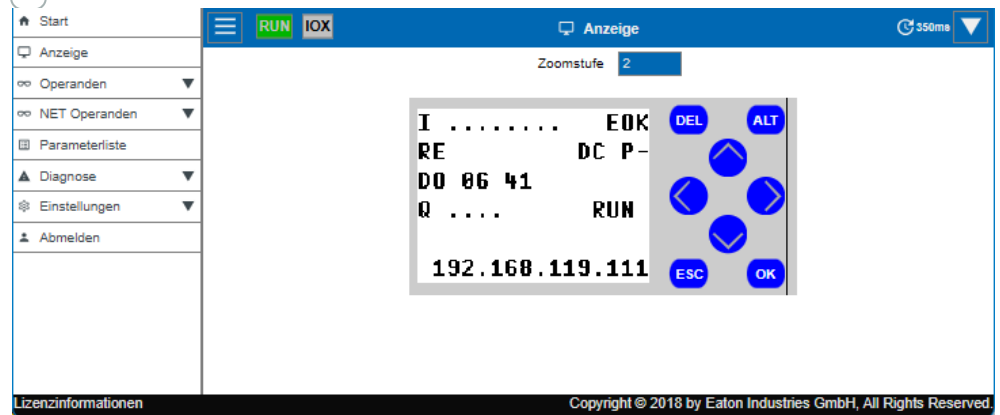 Start
Anzeige
Operanden
NET Operanden
Parameterliste
Diagnose
Einstellungen
Abmelden
RUN IOX Anzeige 350ms
Zoomstufe 2
I ........ EOK
RE DC P-
DO 06 41
Q .... RUN
192.168.119.111
DEL ALT
ESC OK
Lizenzinformationen Copyright © 2018 by Eaton Industries GmbH, All Rights Reserved.